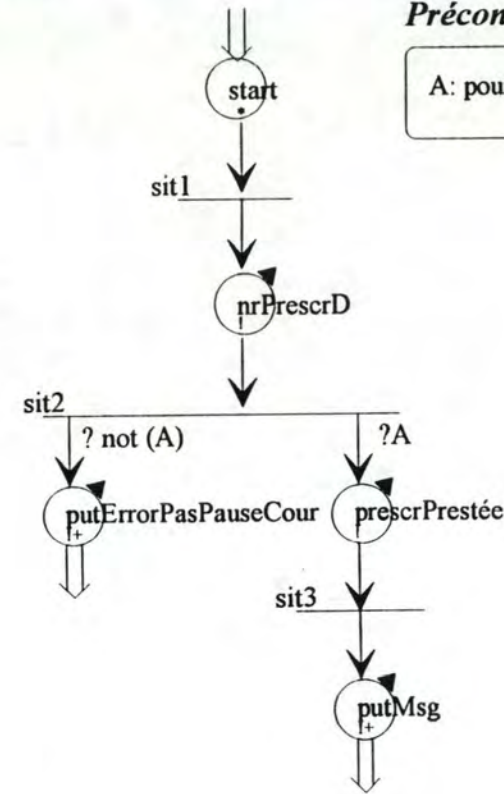 Précon
A: pou
start
sit1
nrPrescrD
sit2
? not (A)
?A
putErrorPasPauseCour
prescrPrestée
sit3
putMsg